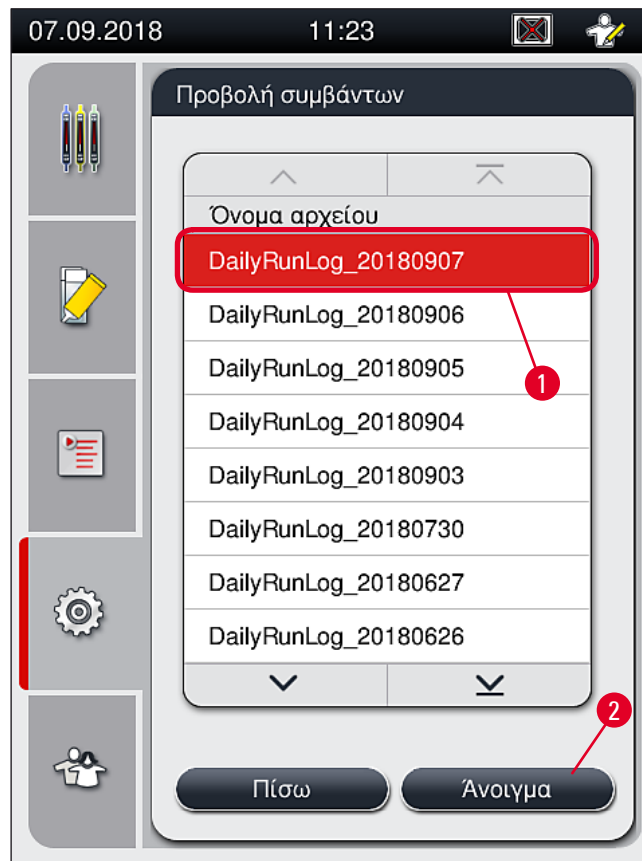 07.09.2018 11:23
Προβολή συμβάντων
Όνομα αρχείου
DailyRunLog_20180907
DailyRunLog_20180906
DailyRunLog_20180905
1
DailyRunLog_20180904
DailyRunLog_20180903
DailyRunLog_20180730
DailyRunLog_20180627
DailyRunLog_20180626
2
Πίσω Άνοιγμα